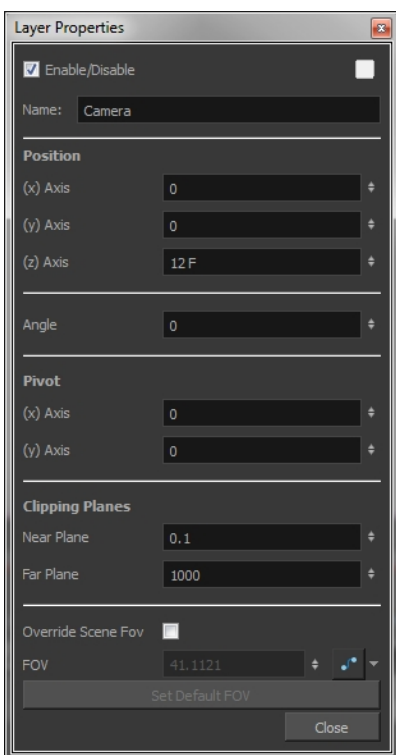 Layer Properties
Enable/Disable
Name: Camera
Position
(x) Axis 0
(y) Axis 0
(z) Axis 12 F
Angle 0
Pivot
(x) Axis 0
(y) Axis 0
Clipping Planes
Near Plane 0.1
Far Plane 1000
Override Scene Fov
FOV 41.1121
Set Default FOV
Close